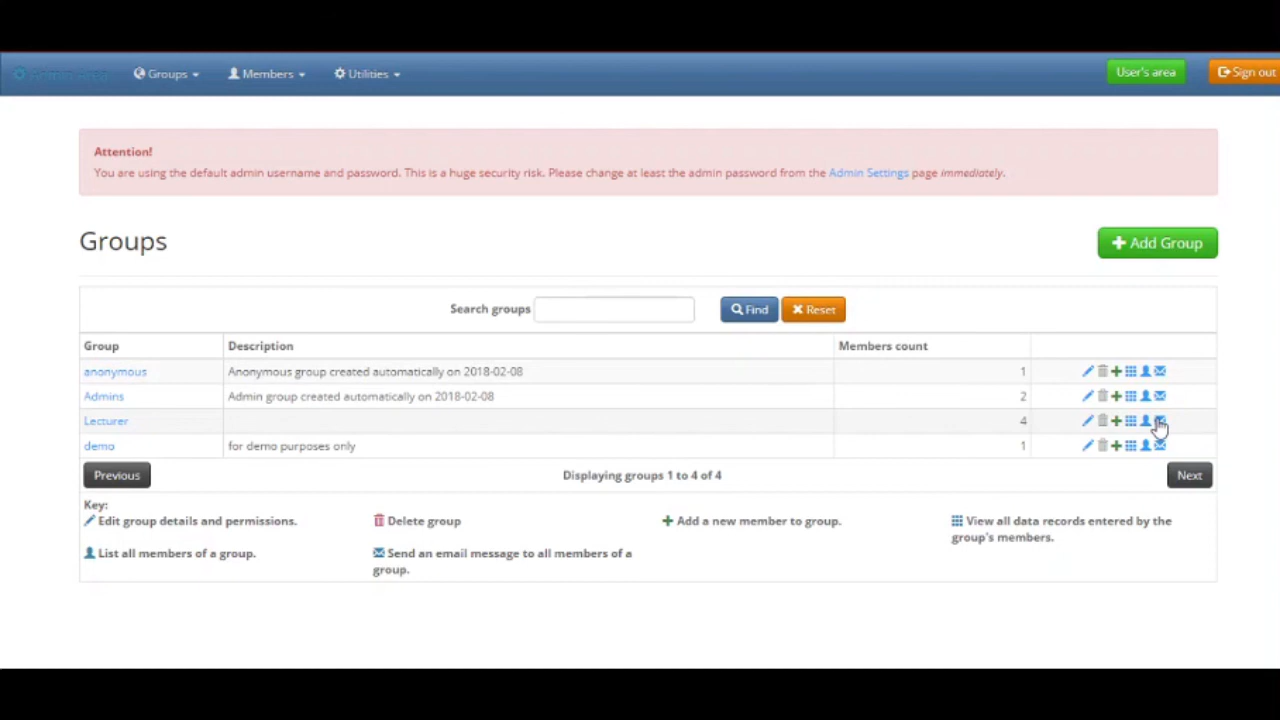 Admin Area Groups Members Utilities User's area Sign out
Attention!
You are using the default admin username and password. This is a huge security risk. Please change at least the admin password from the Admin Settings page immediately.
Groups
Add Group
Search groups Find Reset
Group Description Members count
anonymous Anonymous group created automatically on 2018-02-08 1
Admins Admin group created automatically on 2018-02-08 2
Lecturer 4
demo for demo purposes only 1
Previous Displaying groups 1 to 4 of 4 Next
Key:
Edit group details and permissions. Delete group Add a new member to group. View all data records entered by the
group's members.
List all members of a group. Send an email message to all members of a
group.